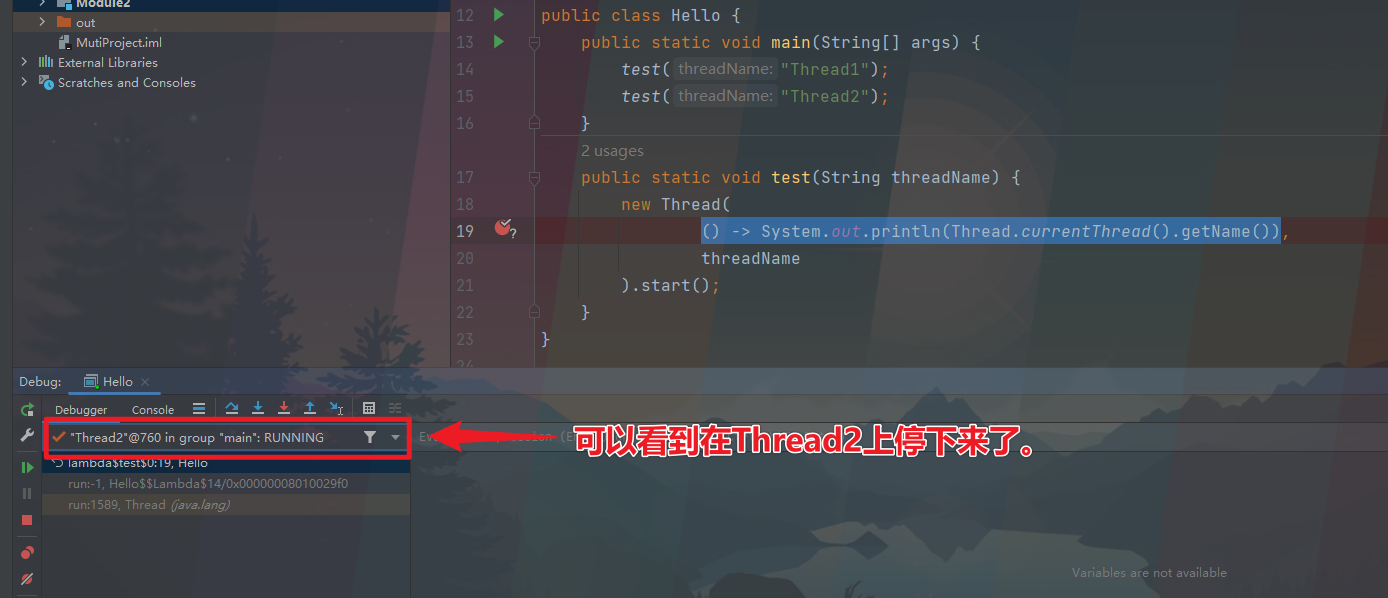 Module2
out
MutiProject.iml
External Libraries
Scratches and Consoles
12 public class Hello {
13 public static void main(String[] args) {
14 test( threadName: "Thread1");
15 test( threadName: "Thread2");
16 }
2 usages
17 public static void test(String threadName) {
18 new Thread(
19 () -> System.out.println(Thread.currentThread().getName()),
20 threadName
21 ).start();
22 }
23 }
24
Debug: Hello
Debugger Console
"Thread2"@760 in group "main": RUNNING
可以看到在Thread2上停下来了。
lambda$test$0:19, Hello
run:-1, Hello$$Lambda$14/0x00000008010029f0
run:1589, Thread (java.lang)
Variables are not available